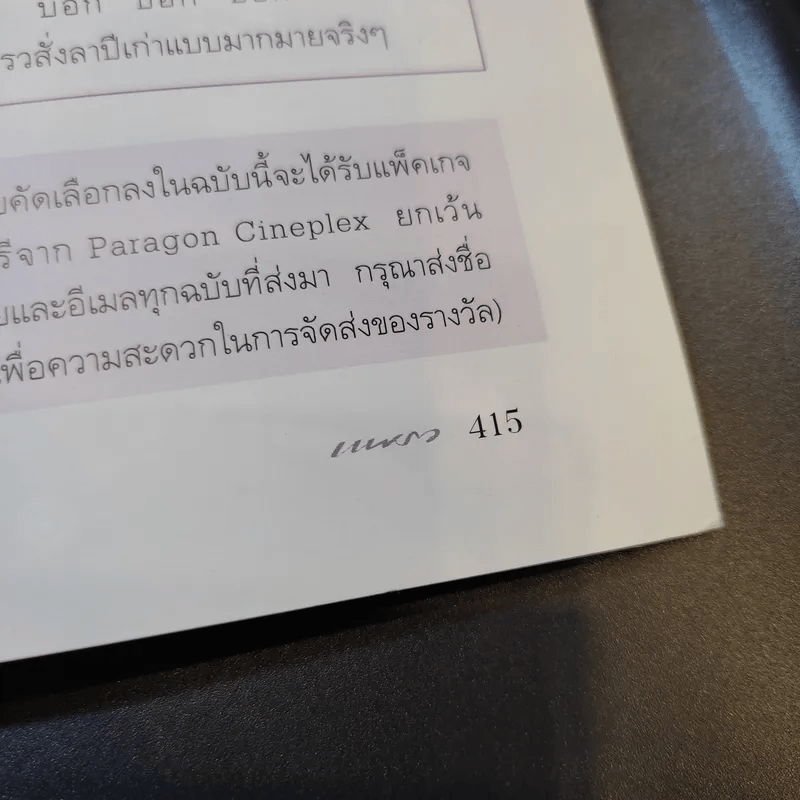 รวสั่งลาปีเก่าแบบมากมายจริงๆ
คัดเลือกลงในฉบับนี้จะได้รับแพ็คเกจ
รีจาก Paragon Cineplex ยกเว้น
และอีเมลทุกฉบับที่ส่งมา กรุณาส่งชื่อ
เพื่อความสะดวกในการจัดส่งของรางวัล)
แพรว 415